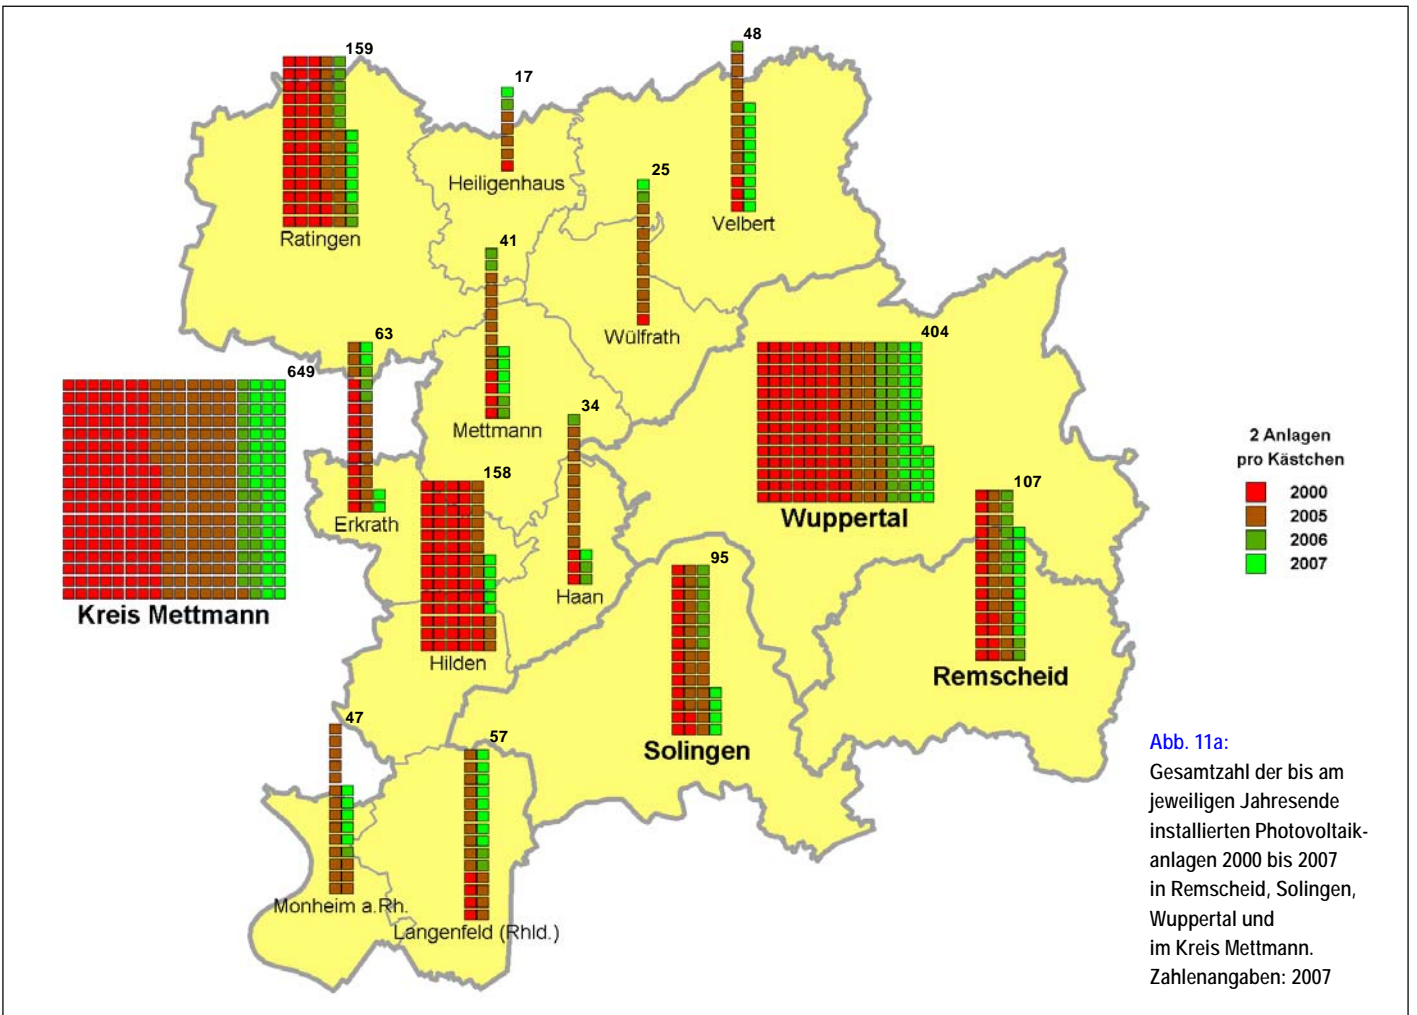 48
159
17
Heiligenhaus
25
Velbert
Ratingen
41
Wülfrath
63
404
649
34
Mettmann
2 Anlagen
pro Kästchen
158
107
2000
Erkrath
Wuppertal
2005
2006
95
2007
Haan
Kreis Mettmann
Hilden
Remscheid
47
57
Solingen
Abb. 11a:
Gesamtzahl der bis am
jeweiligen Jahresende
installierten Photovoltaik-
anlagen 2000 bis 2007
in Remscheid, Solingen,
Wuppertal und
im Kreis Mettmann.
Zahlenangaben: 2007
Monheim a.Rh.
Langenfeld (Rhld.)